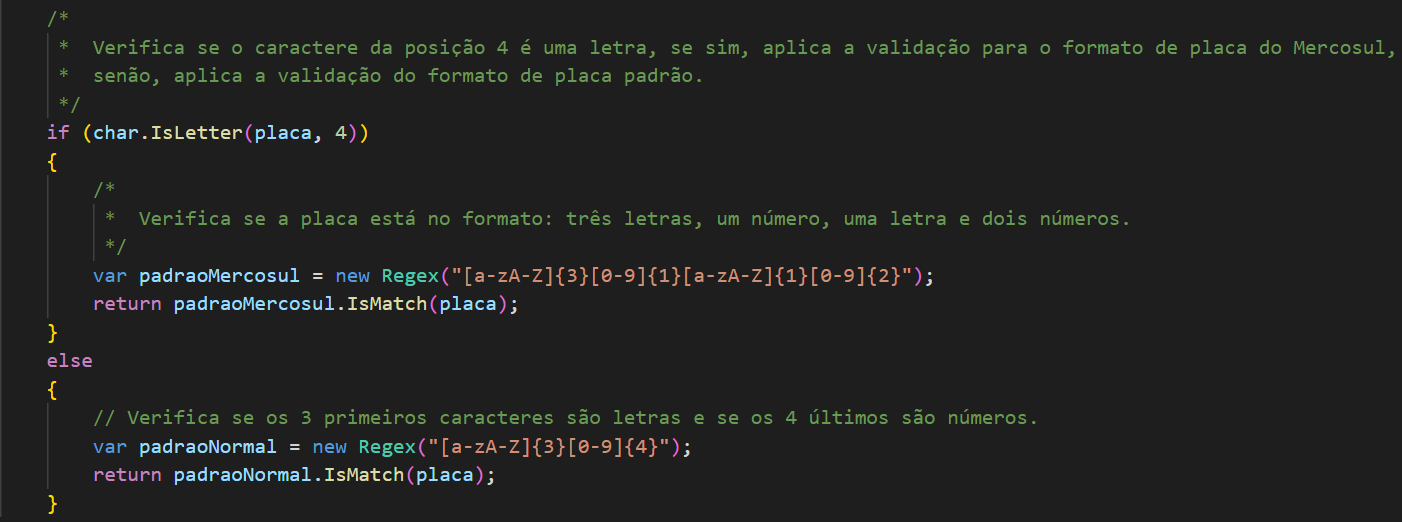 /*
 *  Verifica se o caractere da posição 4 é uma letra, se sim, aplica a validação para o formato de placa do Mercosul,
 *  senão, aplica a validação do formato de placa padrão.
 */
if (char.IsLetter(placa, 4))
{
    /*
     *  Verifica se a placa está no formato: três letras, um número, uma letra e dois números.
     */
    var padraoMercosul = new Regex("[a-zA-Z]{3}[0-9]{1}[a-zA-Z]{1}[0-9]{2}");
    return padraoMercosul.IsMatch(placa);
}
else
{
    // Verifica se os 3 primeiros caracteres são letras e se os 4 últimos são números.
    var padraoNormal = new Regex("[a-zA-Z]{3}[0-9]{4}");
    return padraoNormal.IsMatch(placa);
}